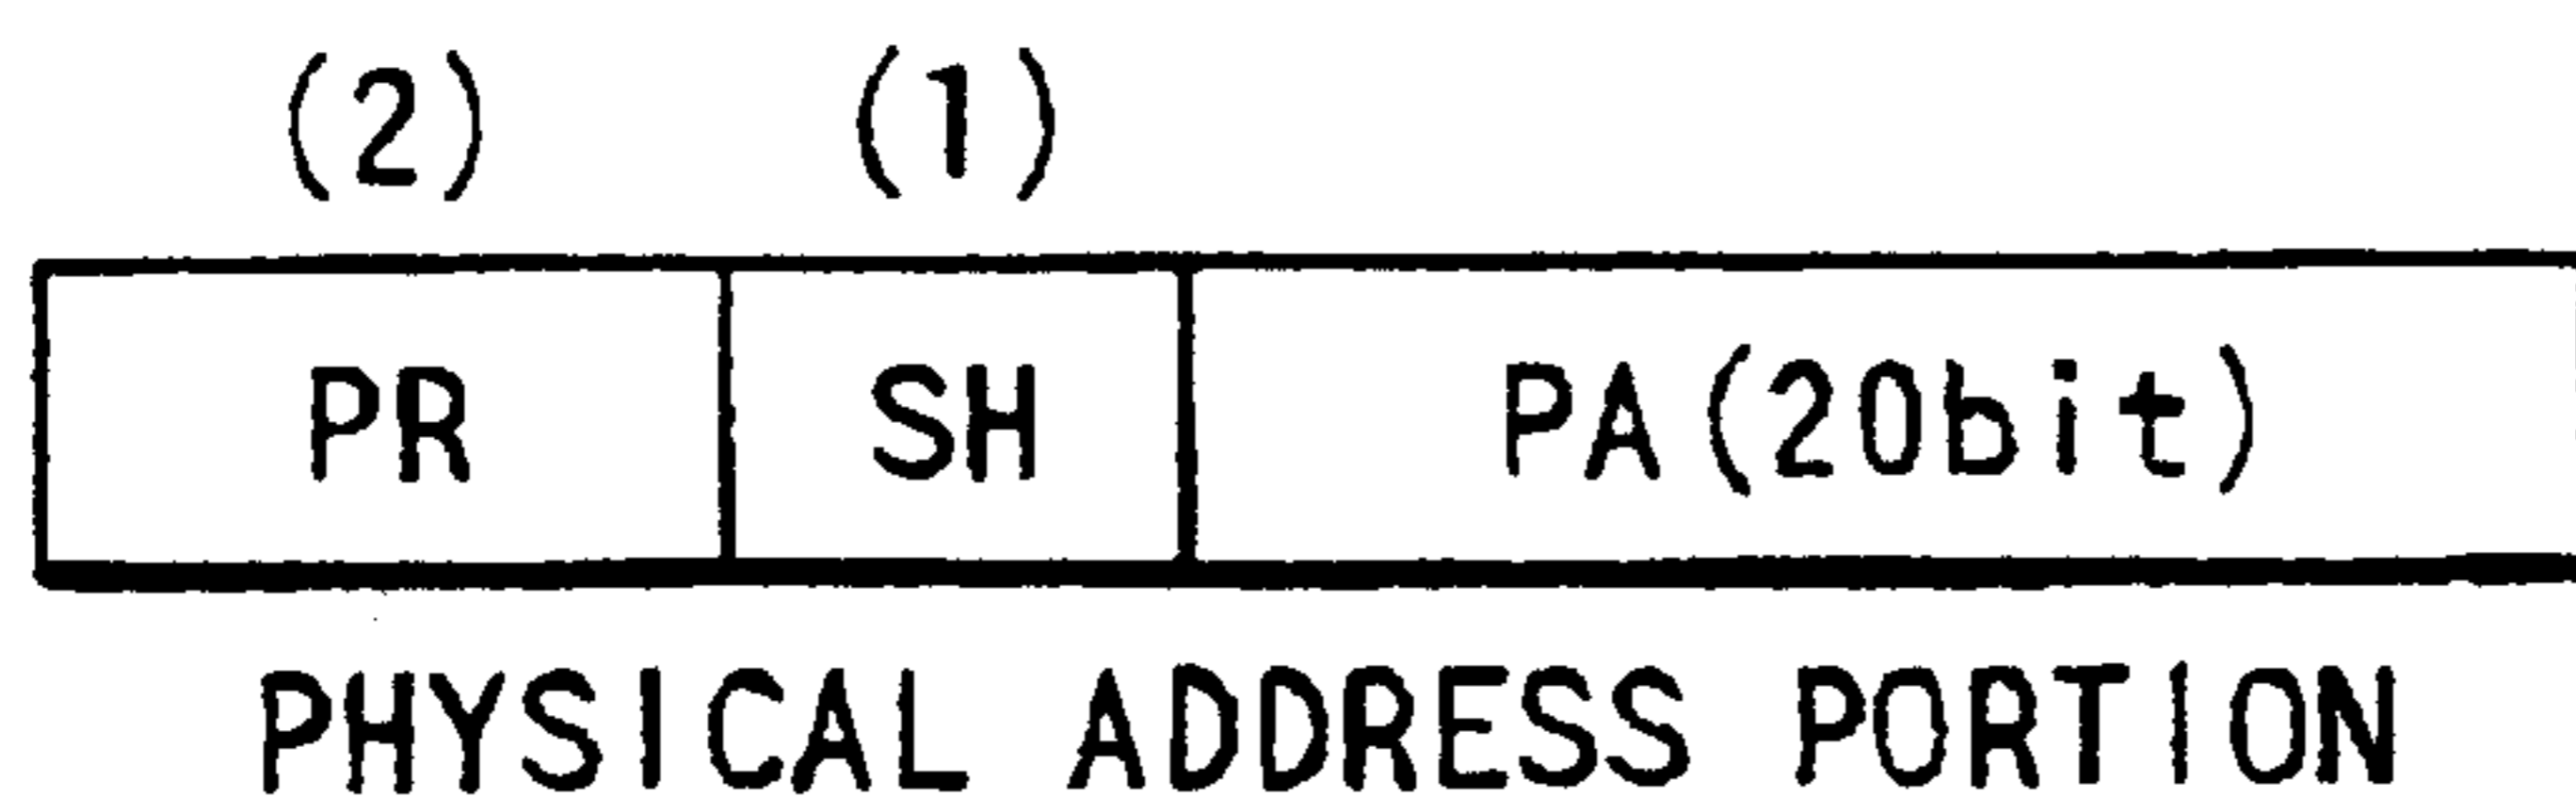 (2) (1)
PR SH PA(20bit)
PHYSICAL ADDRESS PORTION